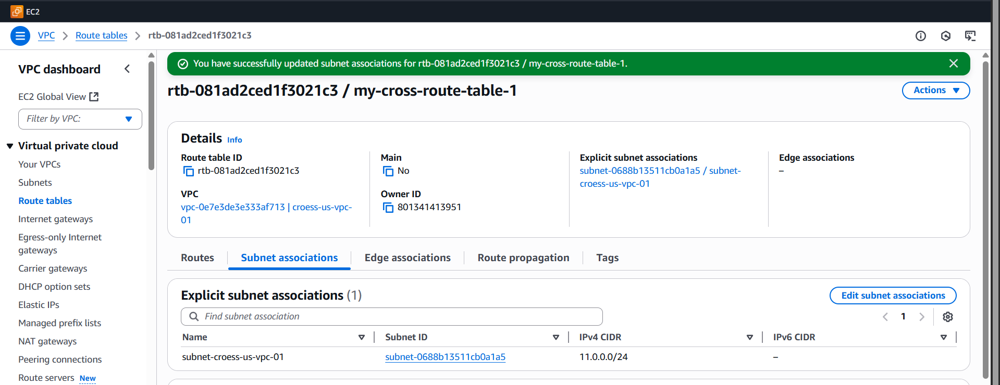 EC2
VPC > Route tables > rtb-081ad2ced1f3021c3
VPC dashboard
EC2 Global View
Filter by VPC:
Virtual private cloud
Your VPCs
Subnets
Route tables
Internet gateways
Egress-only Internet
gateways
Carrier gateways
DHCP option sets
Elastic IPs
Managed prefix lists
NAT gateways
Peering connections
Route servers New
You have successfully updated subnet associations for rtb-081ad2ced1f3021c3 / my-cross-route-table-1.
rtb-081ad2ced1f3021c3 / my-cross-route-table-1
Actions
Details Info
Route table ID
rtb-081ad2ced1f3021c3
VPC
vpc-0e7e3de3e333af713 | croess-us-vpc-
01
Main
No
Owner ID
801341413951
Explicit subnet associations
subnet-0688b13511cb0a1a5 / subnet-
croess-us-vpc-01
Edge associations
–
Routes Subnet associations Edge associations Route propagation Tags
Explicit subnet associations (1)
Edit subnet associations
Find subnet association
1
Name Subnet ID IPv4 CIDR IPv6 CIDR
subnet-croess-us-vpc-01 subnet-0688b13511cb0a1a5 11.0.0.0/24 –